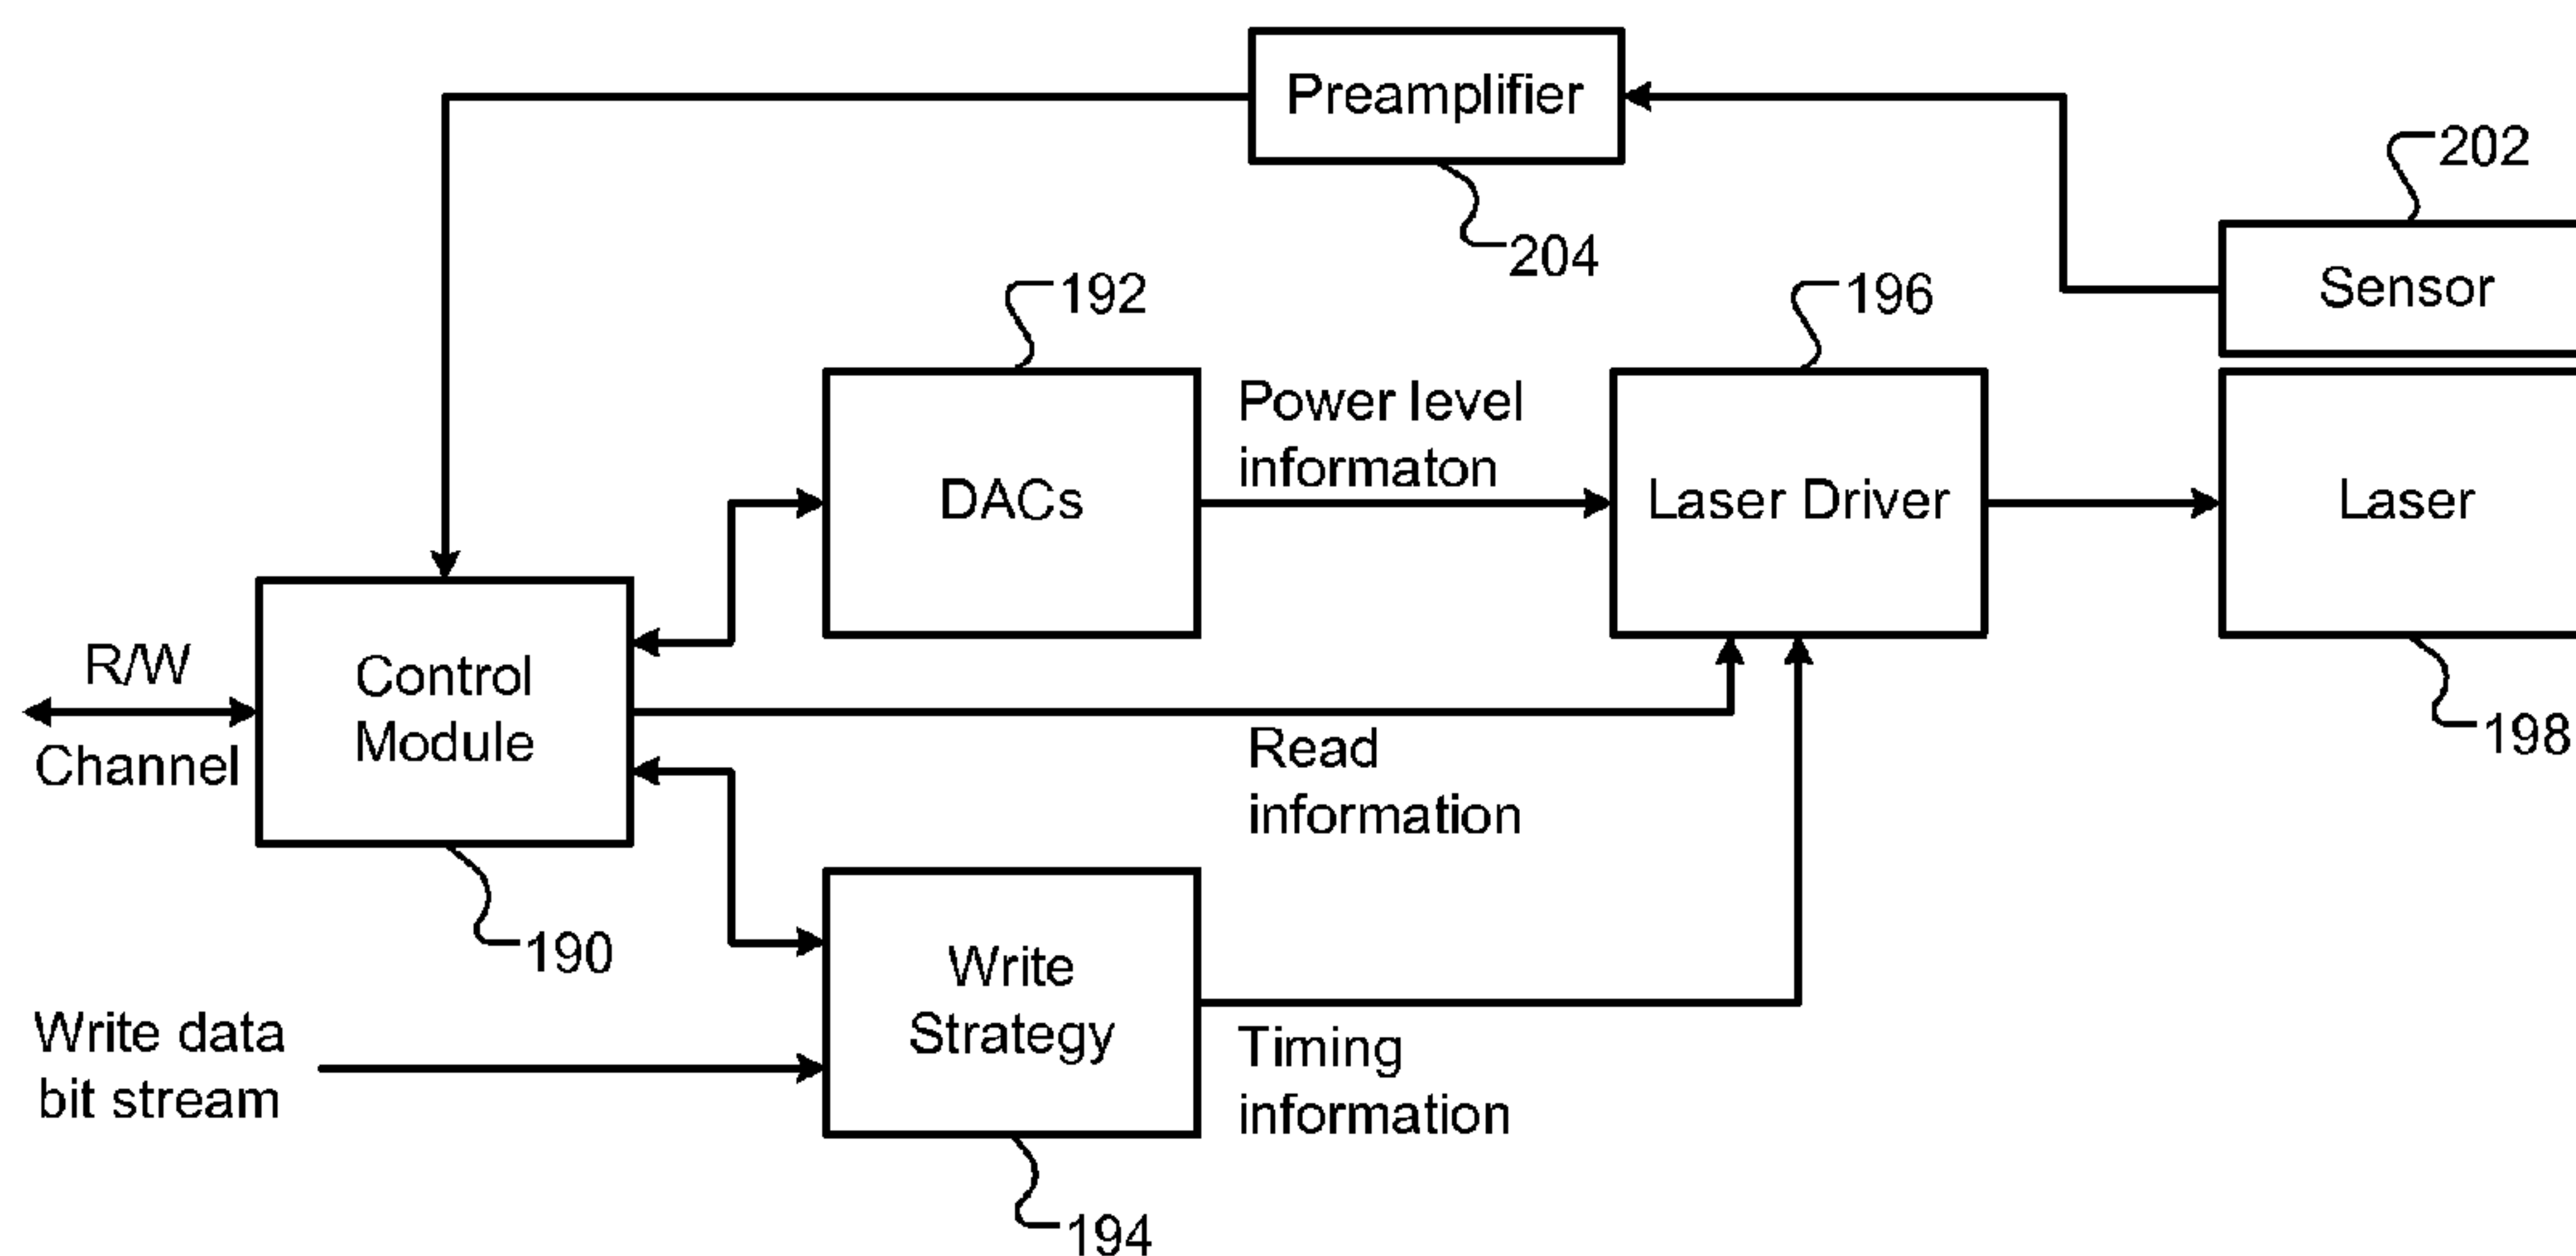 Preamplifier
202
204
Sensor
192
196
Power level
informaton
DACs
Laser Driver
Laser
R/W
Channel
Control
Module
Read
information
198
190
Write
Strategy
Write data
bit stream
Timing
information
194